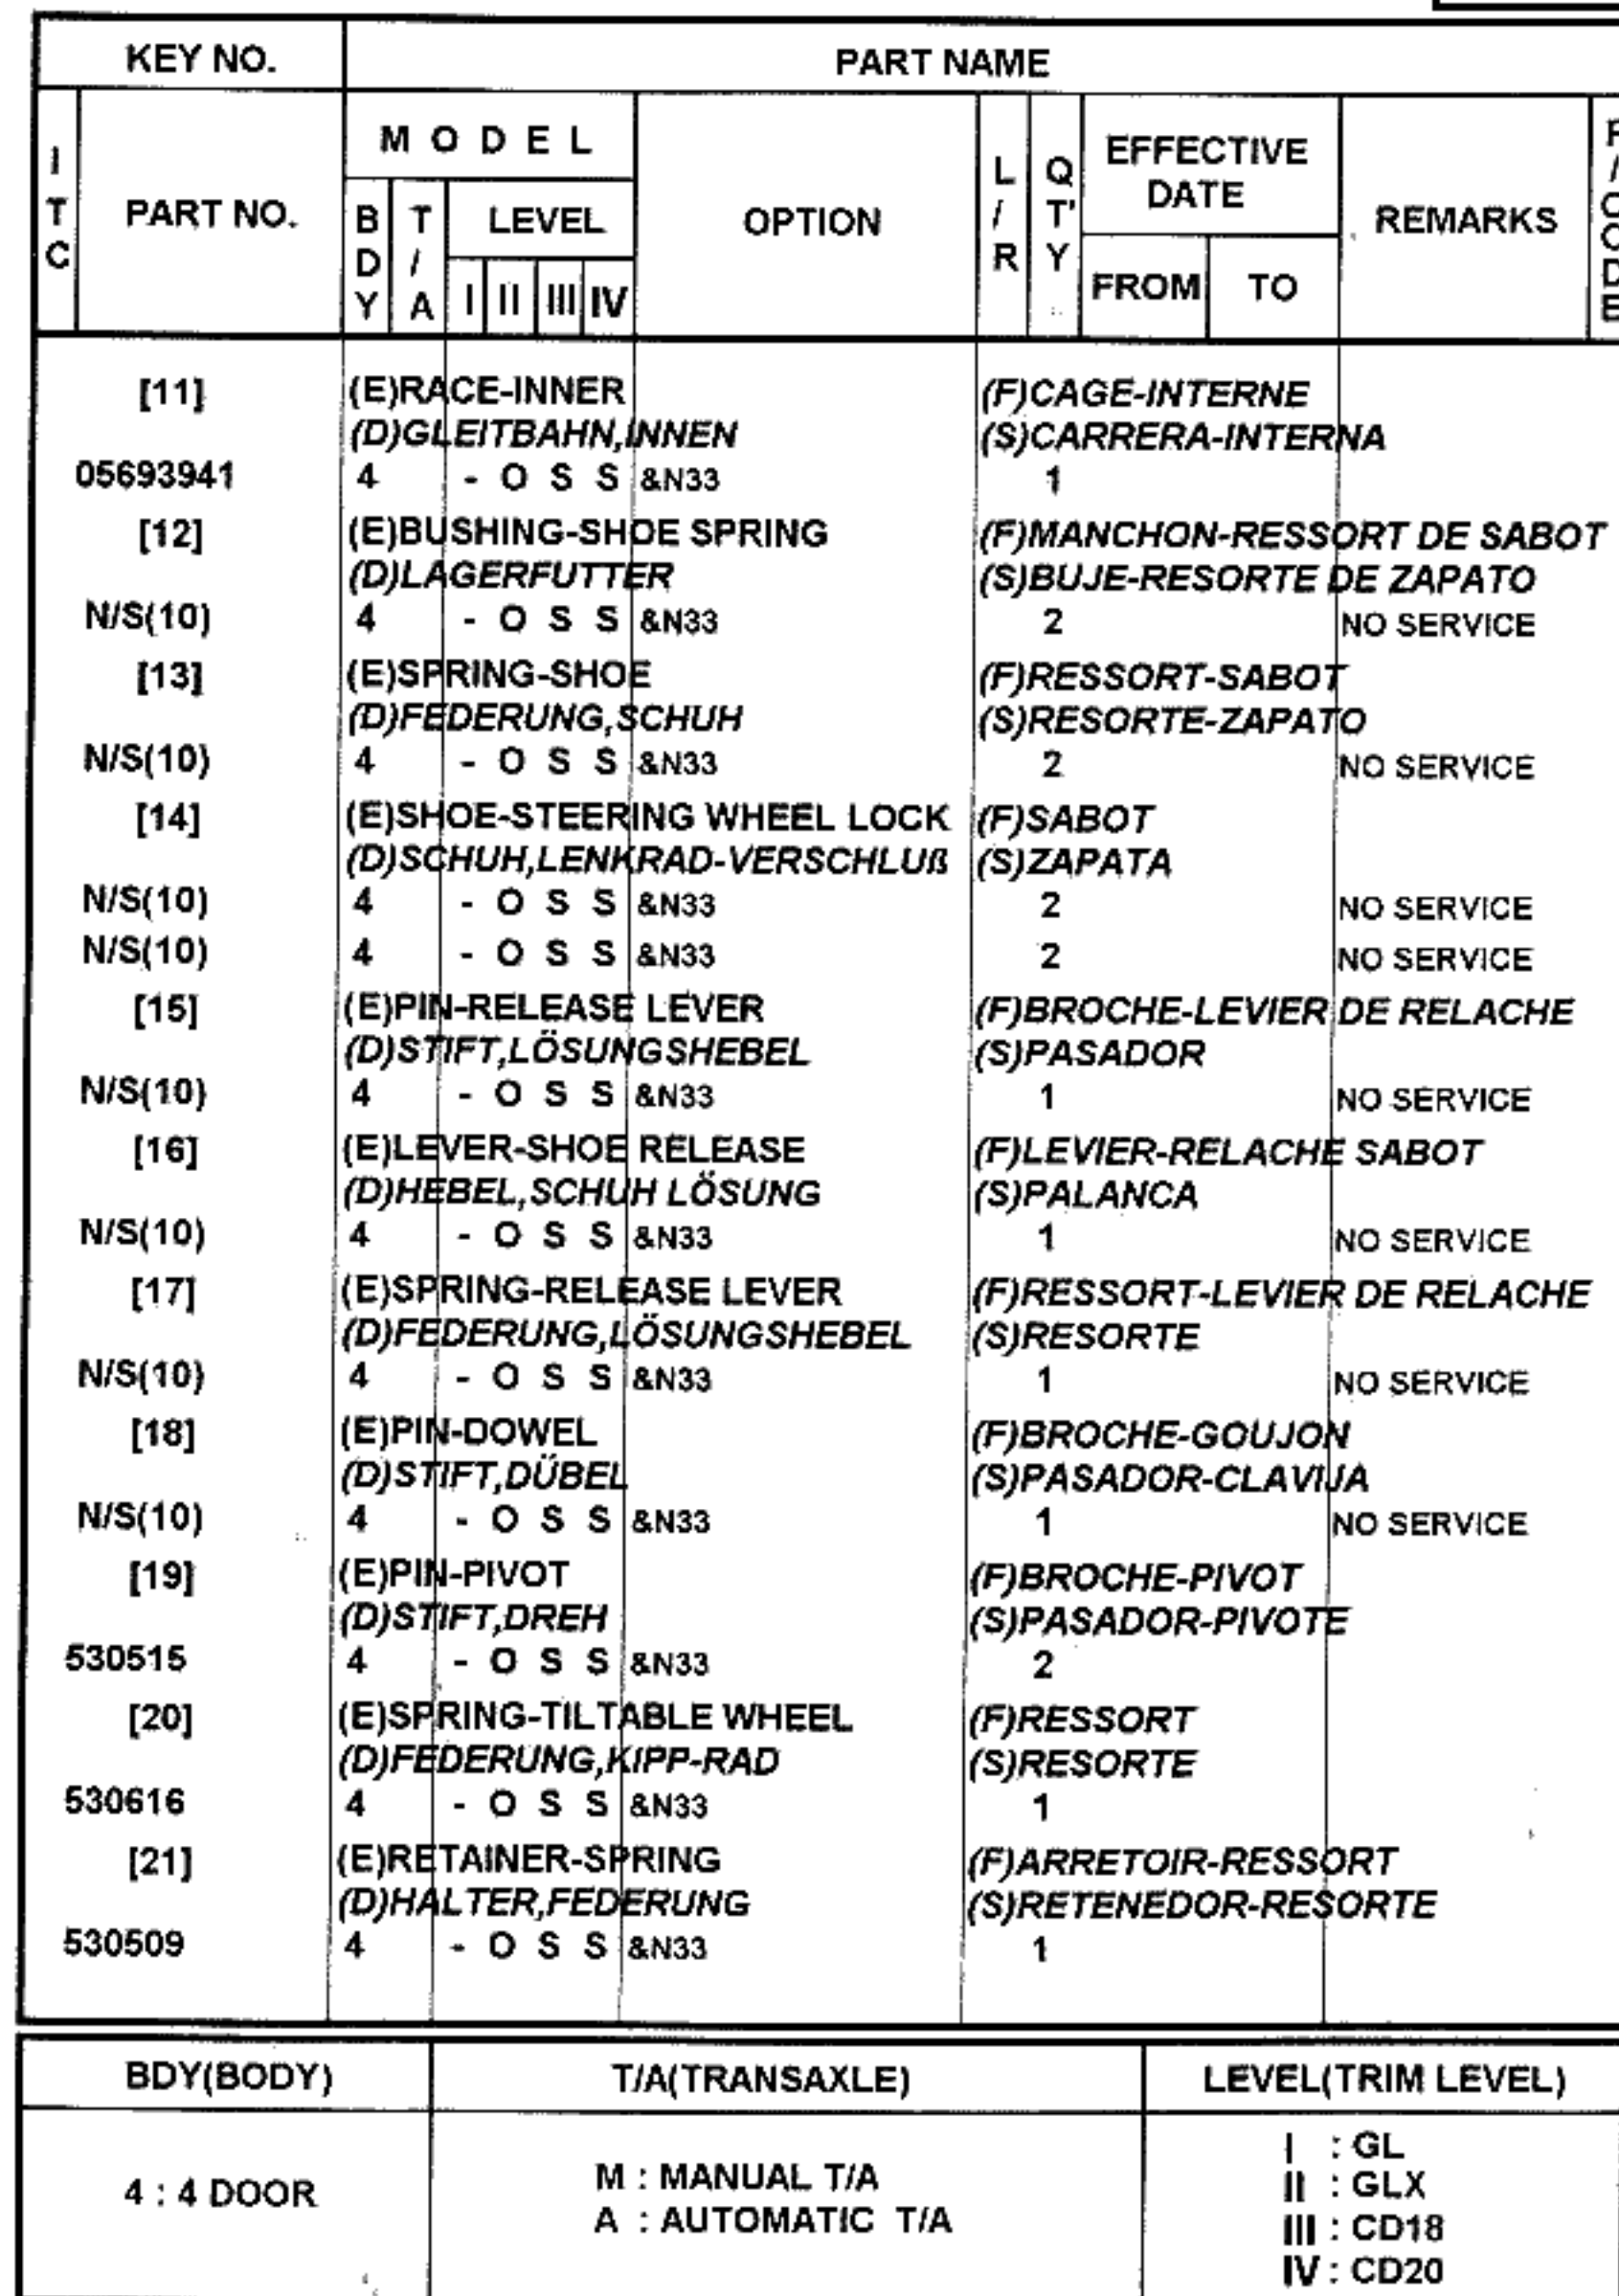 KEY NO. PART NAME
ITC PART NO. MODEL OPTION L/R Q'TY EFFECTIVE DATE REMARKS
BDY T/A LEVEL
I II III IV FROM TO
[11] (E)RACE-INNER (F)CAGE-INTERNE
(D)GLEITBAHN,INNEN (S)CARRERA-INTERNA
05693941 4 - O S S &N33 1
[12] (E)BUSHING-SHOE SPRING (F)MANCHON-RESSORT DE SABOT
(D)LAGERFUTTER (S)BUJE-RESORTE DE ZAPATO
N/S(10) 4 - O S S &N33 2 NO SERVICE
[13] (E)SPRING-SHOE (F)RESSORT-SABOT
(D)FEDERUNG,SCHUH (S)RESORTE-ZAPATO
N/S(10) 4 - O S S &N33 2 NO SERVICE
[14] (E)SHOE-STEERING WHEEL LOCK (F)SABOT
(D)SCHUH,LENKRAD-VERSCHLUß (S)ZAPATA
N/S(10) 4 - O S S &N33 2 NO SERVICE
N/S(10) 4 - O S S &N33 2 NO SERVICE
[15] (E)PIN-RELEASE LEVER (F)BROCHE-LEVIER DE RELACHE
(D)STIFT,LÖSUNGSHEBEL (S)PASADOR
N/S(10) 4 - O S S &N33 1 NO SERVICE
[16] (E)LEVER-SHOE RELEASE (F)LEVIER-RELACHE SABOT
(D)HEBEL,SCHUH LÖSUNG (S)PALANCA
N/S(10) 4 - O S S &N33 1 NO SERVICE
[17] (E)SPRING-RELEASE LEVER (F)RESSORT-LEVIER DE RELACHE
(D)FEDERUNG,LÖSUNGSHEBEL (S)RESORTE
N/S(10) 4 - O S S &N33 1 NO SERVICE
[18] (E)PIN-DOWEL (F)BROCHE-GOUJON
(D)STIFT,DÜBEL (S)PASADOR-CLAVIJA
N/S(10) 4 - O S S &N33 1 NO SERVICE
[19] (E)PIN-PIVOT (F)BROCHE-PIVOT
(D)STIFT,DREH (S)PASADOR-PIVOTE
530515 4 - O S S &N33 2
[20] (E)SPRING-TILTABLE WHEEL (F)RESSORT
(D)FEDERUNG,KIPP-RAD (S)RESORTE
530616 4 - O S S &N33 1
[21] (E)RETAINER-SPRING (F)ARRETOIR-RESSORT
(D)HALTER,FEDERUNG (S)RETENEDOR-RESORTE
530509 4 - O S S &N33 1
BDY(BODY) T/A(TRANSAXLE) LEVEL(TRIM LEVEL)
4 : 4 DOOR
M : MANUAL T/A
A : AUTOMATIC T/A
I : GL
II : GLX
III : CD18
IV : CD20